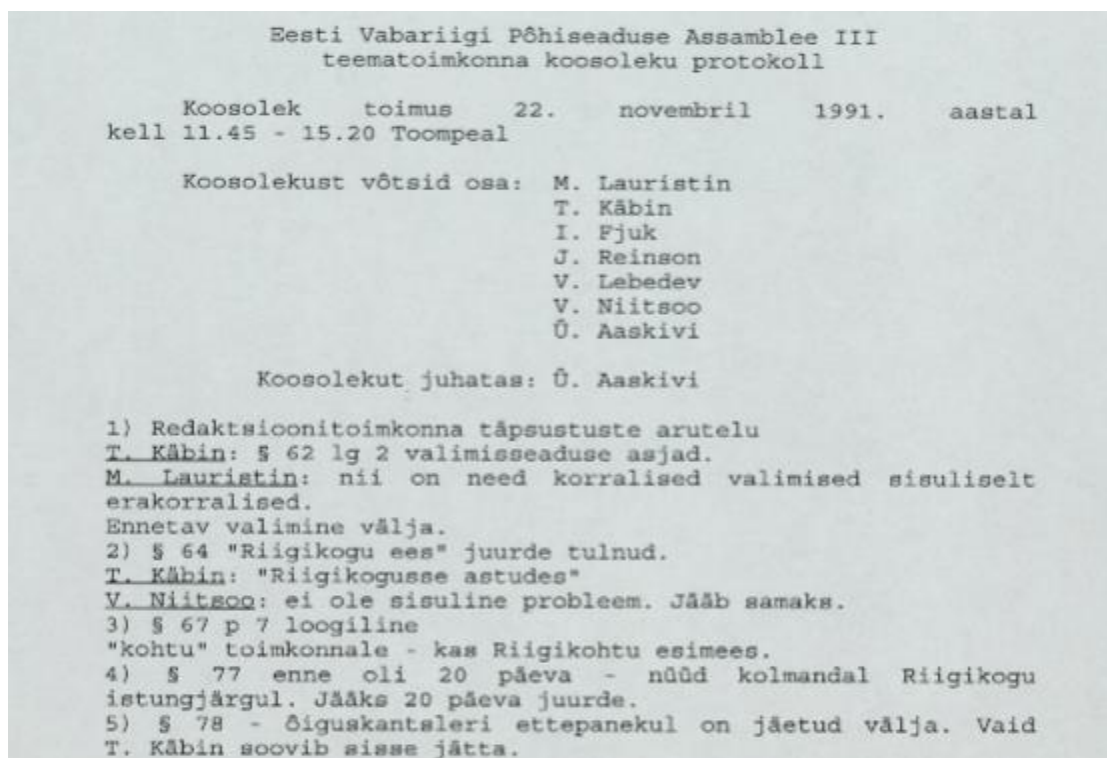 Eesti Vabariigi Pôhiseaduse Assamblee III
teematoimkonna koosoleku protokoll
Koosolek toimus 22. novembril 1991. aastal
kell 11.45 - 15.20 Toompeal
Koosolekust vôtsid osa: M. Lauristin
T. Käbin
I. Fjuk
J. Reinson
V. Lebedev
V. Niitsoo
Ü. Aaskivi
Koosolekut juhatas: Ü. Aaskivi
1) Redaktsioonitoimkonna täpsustuste arutelu
T. Käbin: § 62 lg 2 valimisseaduse asjad.
M. Lauristin: nii on need korralised valimised sisuliselt
erakorralised.
Ennetav valimine välja.
2) § 64 "Riigikogu ees" juurde tulnud.
T. Käbin: "Riigikogusse astudes"
V. Niitsoo: ei ole sisuline probleem. Jääb samaks.
3) § 67 p 7 loogiline
"kohtu" toimkonnale - kas Riigikohtu esimees.
4) § 77 enne oli 20 päeva - nüüd kolmandal Riigikogu
istungjärgul. Jääks 20 päeva juurde.
5) § 78 - ôiguskantsleri ettepanekul on jäetud välja. Vaid
T. Käbin soovib sisse jätta.